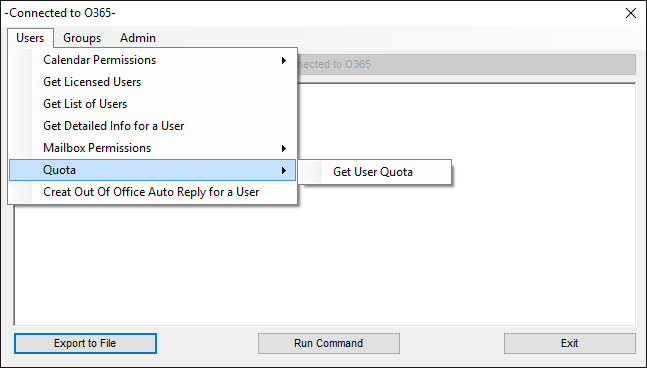 -Connected to O365-
Users Groups Admin
Calendar Permissions
nected to O365
Get Licensed Users
Get List of Users
Get Detailed Info for a User
Mailbox Permissions
Quota
Get User Quota
Creat Out Of Office Auto Reply for a User
Export to File Run Command Exit